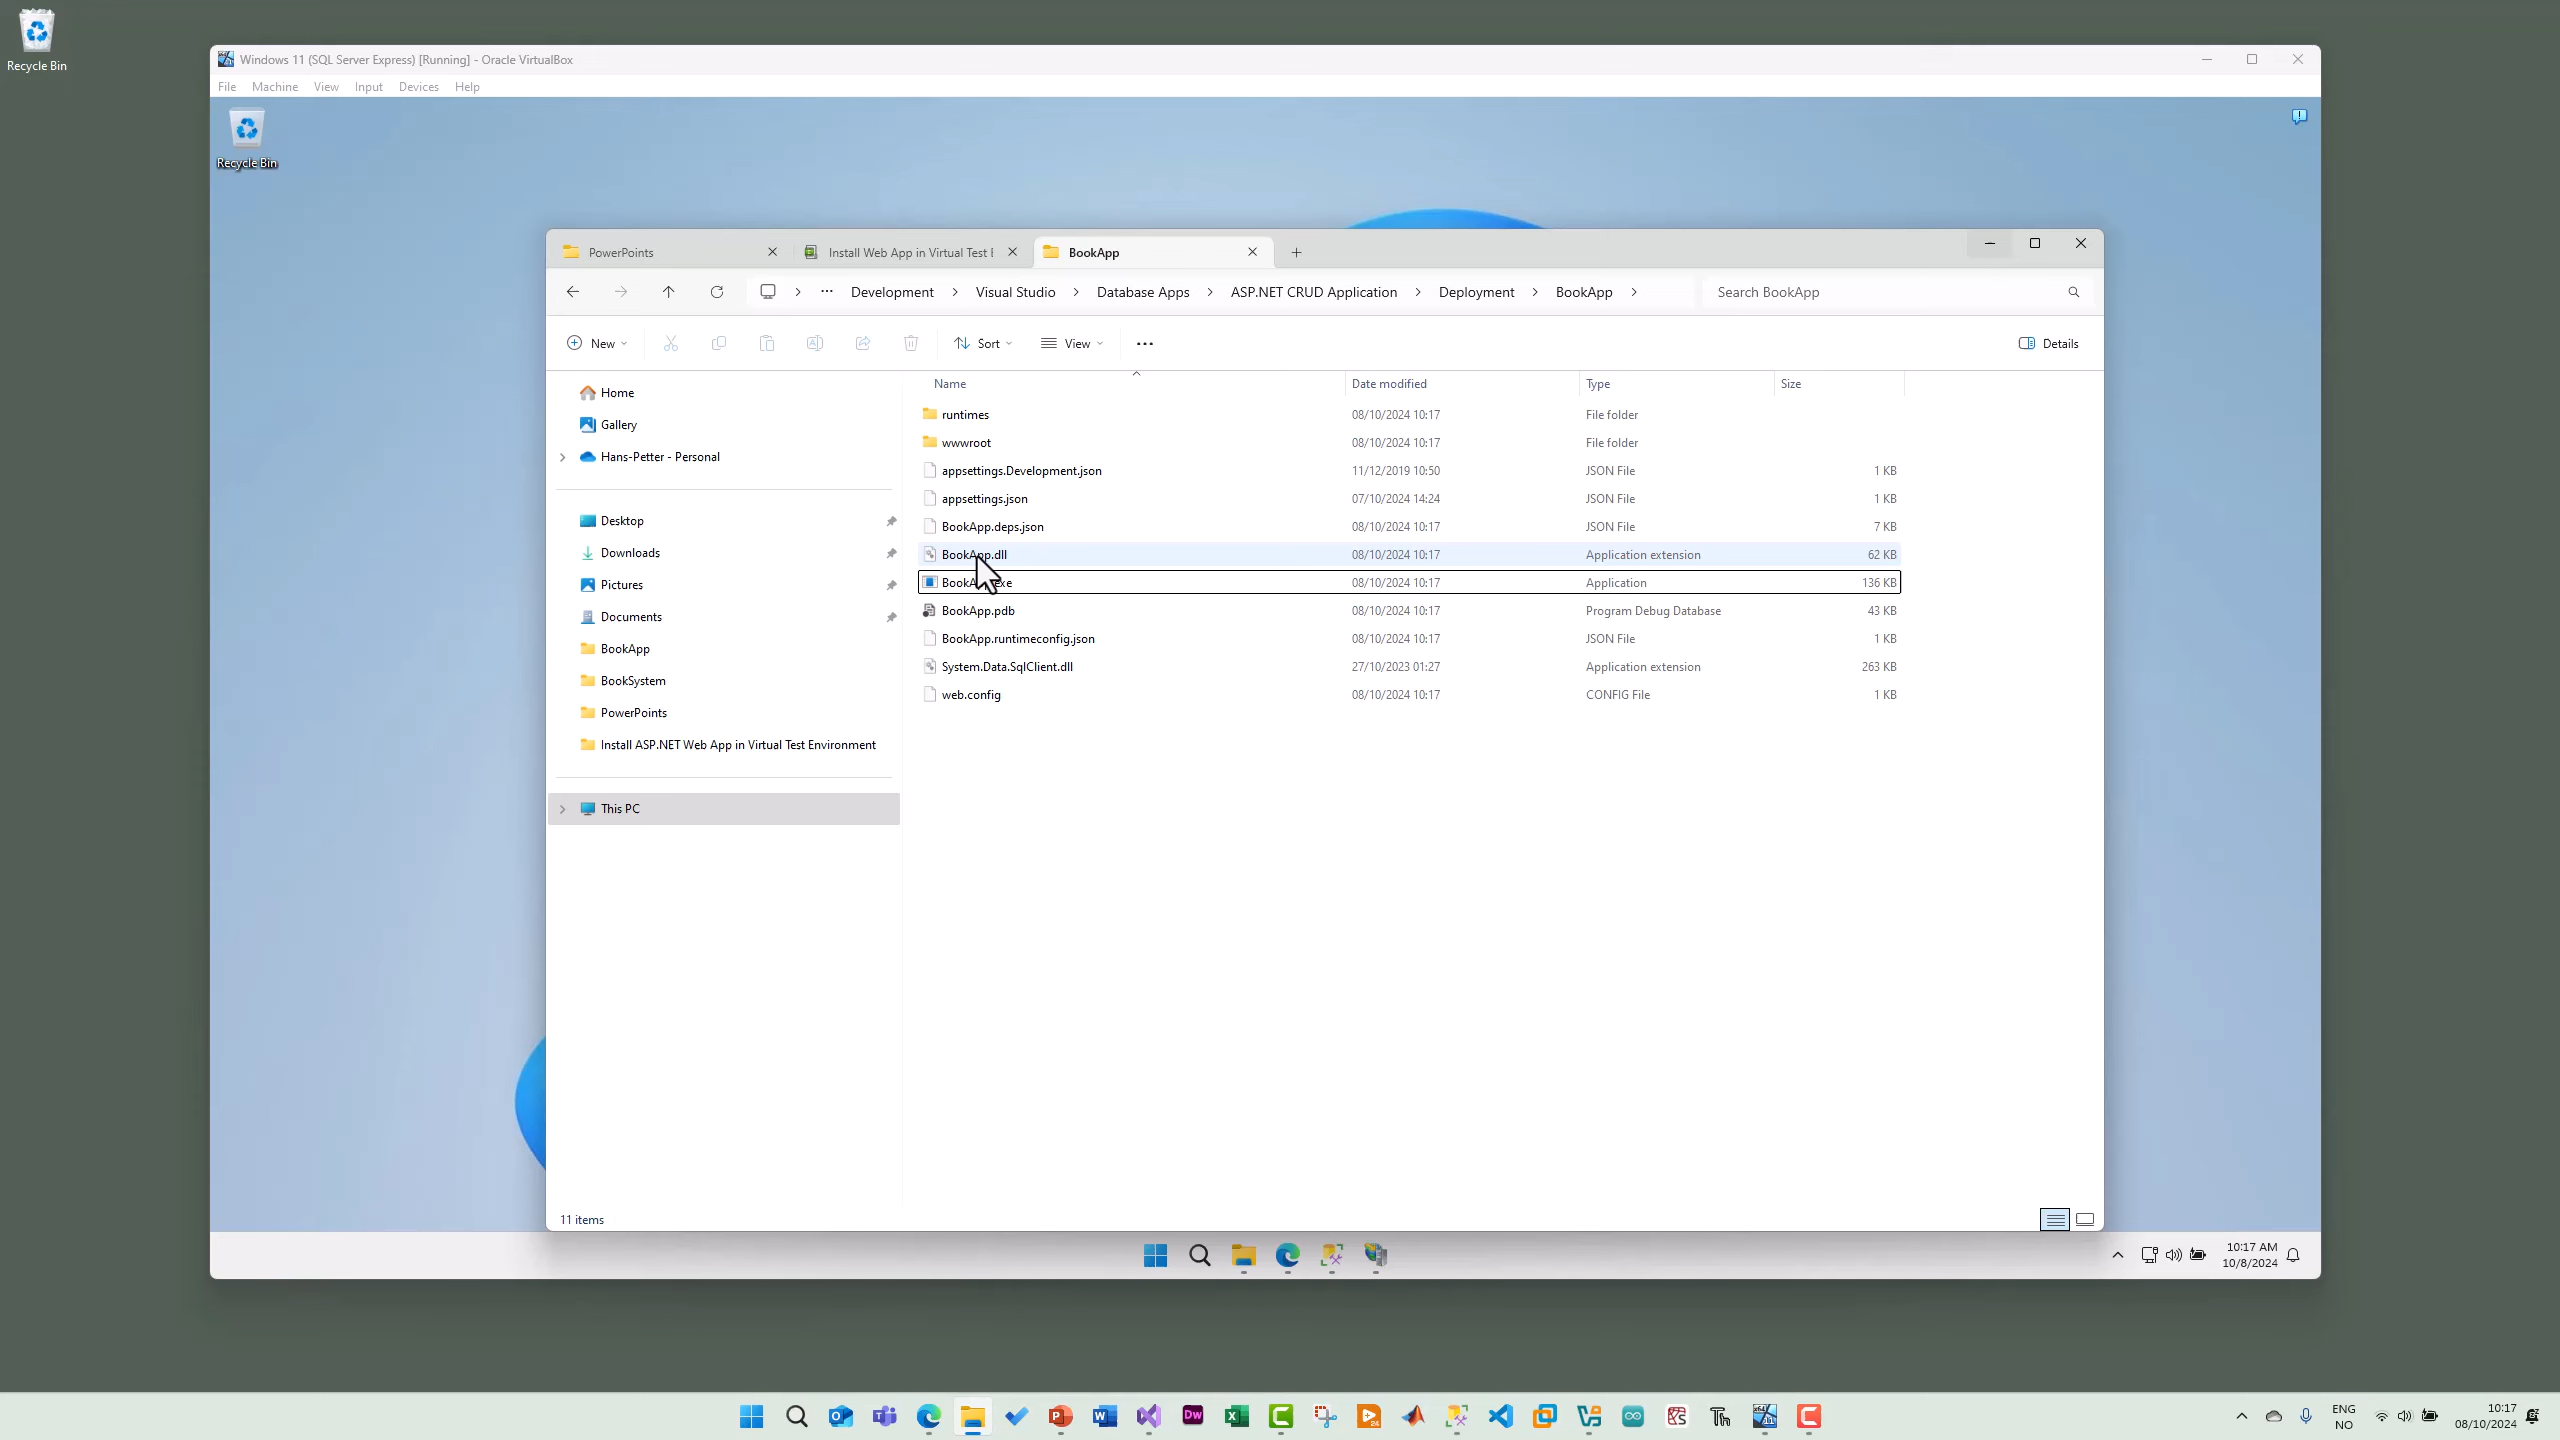 Recycle Bin
Windows 11 (SQL Server Express) [Running] - Oracle VirtualBox
File Machine View Input Devices Help
Recycle Bin
PowerPoints
Install Web App in Virtual Test E
BookApp
Development Visual Studio Database Apps ASP.NET CRUD Application Deployment BookApp
Search BookApp
New
Sort
View
Details
Home
Gallery
Hans-Petter - Personal
Desktop
Downloads
Pictures
Documents
BookApp
BookSystem
PowerPoints
Install ASP.NET Web App in Virtual Test Environment
This PC
Name Date modified Type Size
runtimes 08/10/2024 10:17 File folder
wwwroot 08/10/2024 10:17 File folder
appsettings.Development.json 11/12/2019 10:50 JSON File 1 KB
appsettings.json 07/10/2024 14:24 JSON File 1 KB
BookApp.deps.json 08/10/2024 10:17 JSON File 7 KB
BookApp.dll 08/10/2024 10:17 Application extension 62 KB
08/10/2024 10:17 Application 136 KB
BookApp.pdb 08/10/2024 10:17 Program Debug Database 43 KB
BookApp.runtimeconfig.json 08/10/2024 10:17 JSON File 1 KB
System.Data.SqlClient.dll 27/10/2023 01:27 Application extension 263 KB
web.config 08/10/2024 10:17 CONFIG File 1 KB
11 items
10:17 AM
10/8/2024
ENG
NO
10:17
08/10/2024